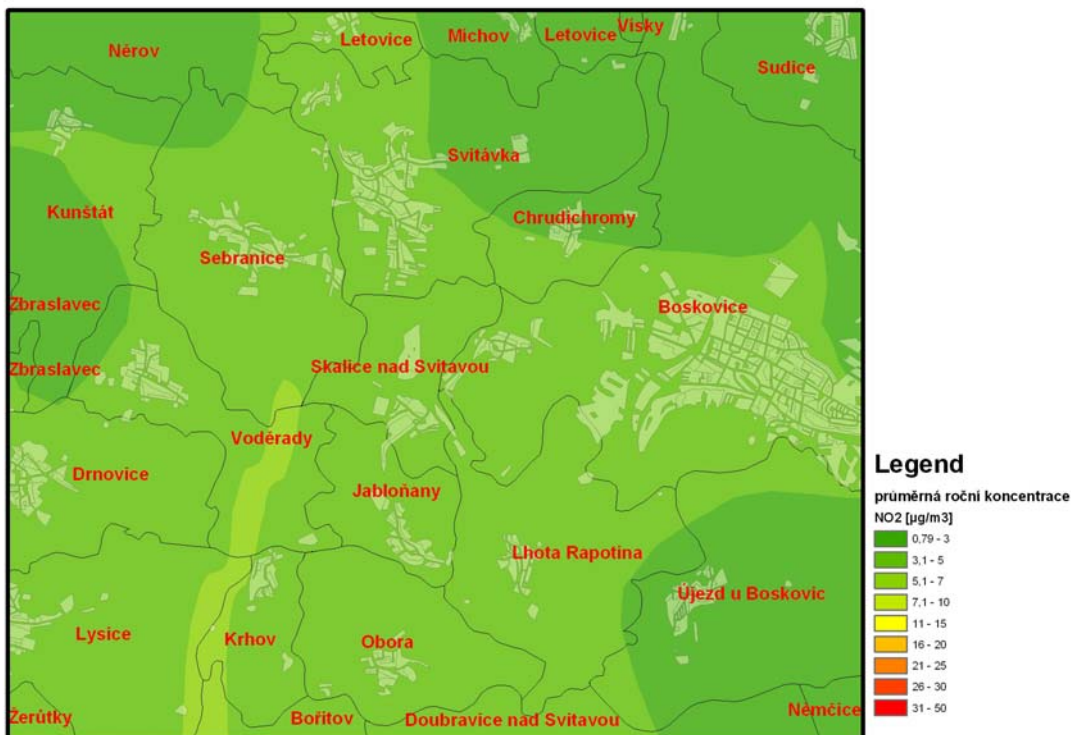 Visky
Letovice
Michov
Letovice
Něrov
Sudice
Svitávka
Kunštát
Chrudichromy
Sebranice
Zbraslavec
Boskovice
Zbraslavec
Skalice nad Svitavou
Voděrady
Drnovice
Jabloňany
Lhota Rapotina
Újezd u Boskovic
Lysice
Krhov
Obora
Žerůtky
Bořitov
Doubravice nad Svitavou
Němčice
Legend
průměrná roční koncentrace
NO2 [µg/m3]
0,79 - 3
3,1 - 5
5,1 - 7
7,1 - 10
11 - 15
16 - 20
21 - 25
26 - 30
31 - 50